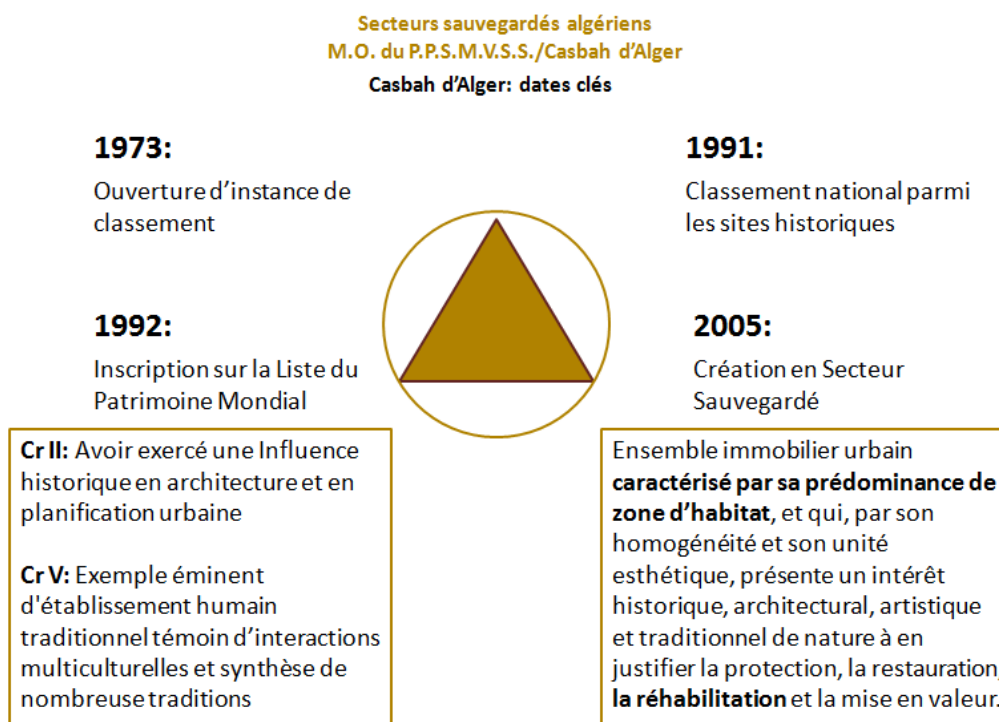 Secteurs sauvegardés algériens
M.O. du P.P.S.M.V.S.S./Casbah d'Alger
Casbah d'Alger: dates clés
1973:
Ouverture d'instance de
classement
1991:
Classement national parmi
les sites historiques
1992:
Inscription sur la Liste du
Patrimoine Mondial
2005:
Création en Secteur
Sauvegardé
Cr II: Avoir exercé une Influence
historique en architecture et en
planification urbaine
Cr V: Exemple éminent
d'établissement humain
traditionnel témoin d'interactions
multiculturelles et synthèse de
nombreuse traditions
Ensemble immobilier urbain
caractérisé par sa prédominance de
zone d'habitat, et qui, par son
homogénéité et son unité
esthétique, présente un intérêt
historique, architectural, artistique
et traditionnel de nature à en
justifier la protection, la restauration,
la réhabilitation et la mise en valeur.